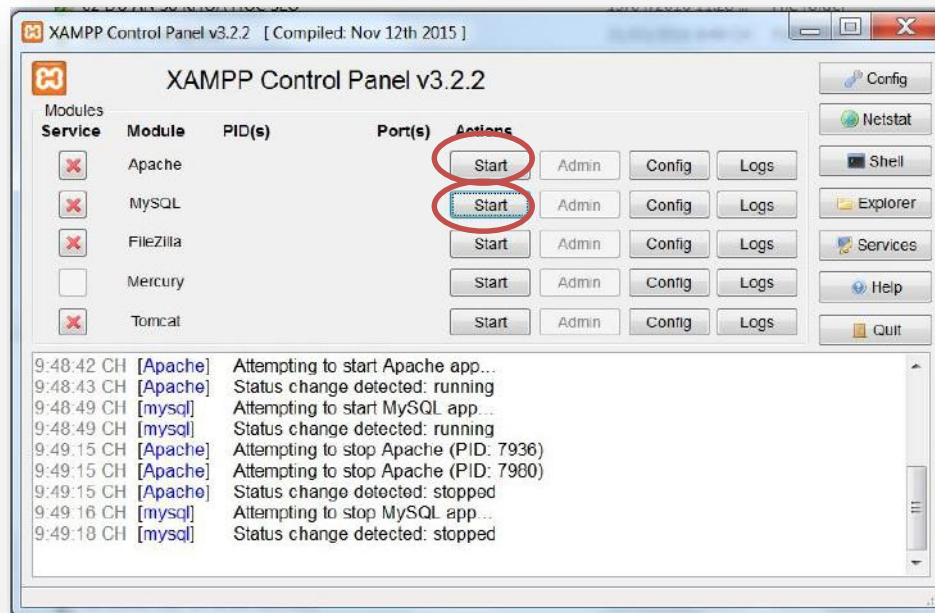 XAMPP Control Panel v3.2.2 [ Compiled: Nov 12th 2015 ]
XAMPP Control Panel v3.2.2
Config
Modules
Service Module PID(s) Port(s) Actions
Netstat
Apache Start Admin Config Logs
Shell
MySQL Start Admin Config Logs
Explorer
FileZilla Start Admin Config Logs
Services
Mercury Start Admin Config Logs
Help
Tomcat Start Admin Config Logs
Quit
9:48:42 CH [Apache] Attempting to start Apache app...
9:48:43 CH [Apache] Status change detected: running
9:48:49 CH [mysql] Attempting to start MySQL app...
9:48:49 CH [mysql] Status change detected: running
9:49:15 CH [Apache] Attempting to stop Apache (PID: 7936)
9:49:15 CH [Apache] Attempting to stop Apache (PID: 7980)
9:49:15 CH [Apache] Status change detected: stopped
9:49:16 CH [mysql] Attempting to stop MySQL app...
9:49:18 CH [mysql] Status change detected: stopped